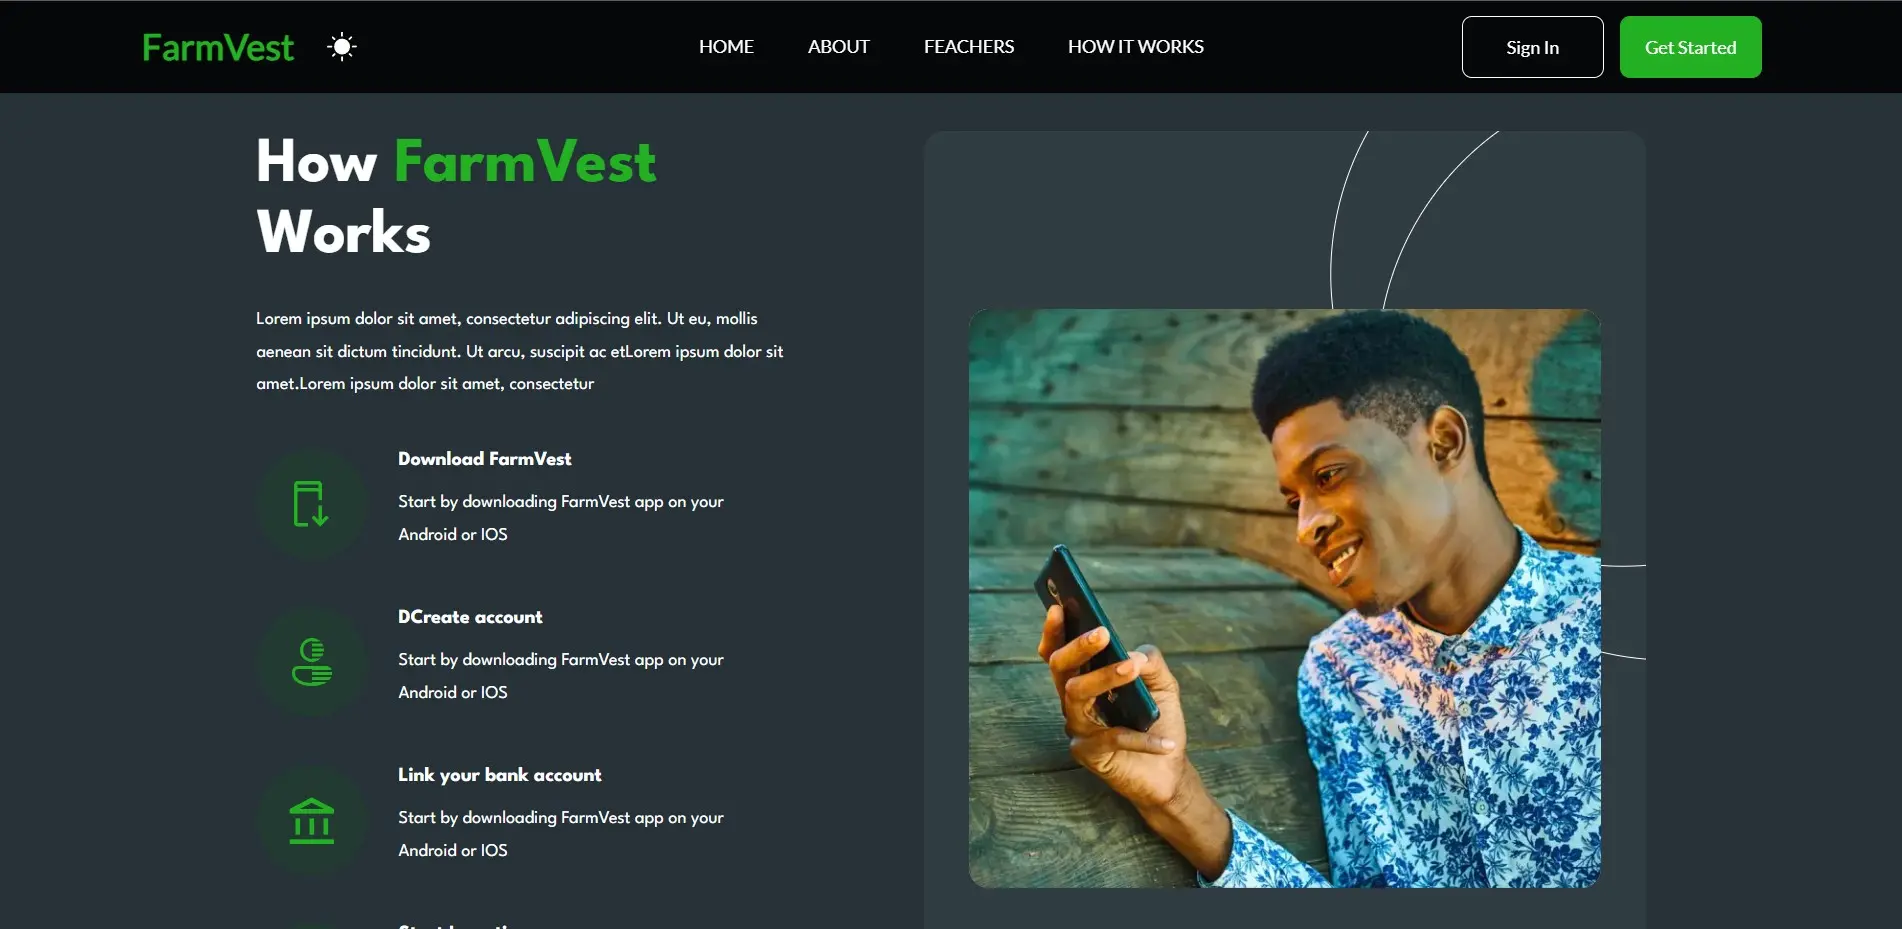 FarmVest
HOME
ABOUT
FEACHERS
HOW IT WORKS
Sign In
Get Started
How FarmVest
Works
Lorem ipsum dolor sit amet, consectetur adipiscing elit. Ut eu, mollis
aenean sit dictum tincidunt. Ut arcu, suscipit ac etLorem ipsum dolor sit
amet.Lorem ipsum dolor sit amet, consectetur
Download FarmVest
Start by downloading FarmVest app on your
Android or IOS
DCreate account
Start by downloading FarmVest app on your
Android or IOS
Link your bank account
Start by downloading FarmVest app on your
Android or IOS